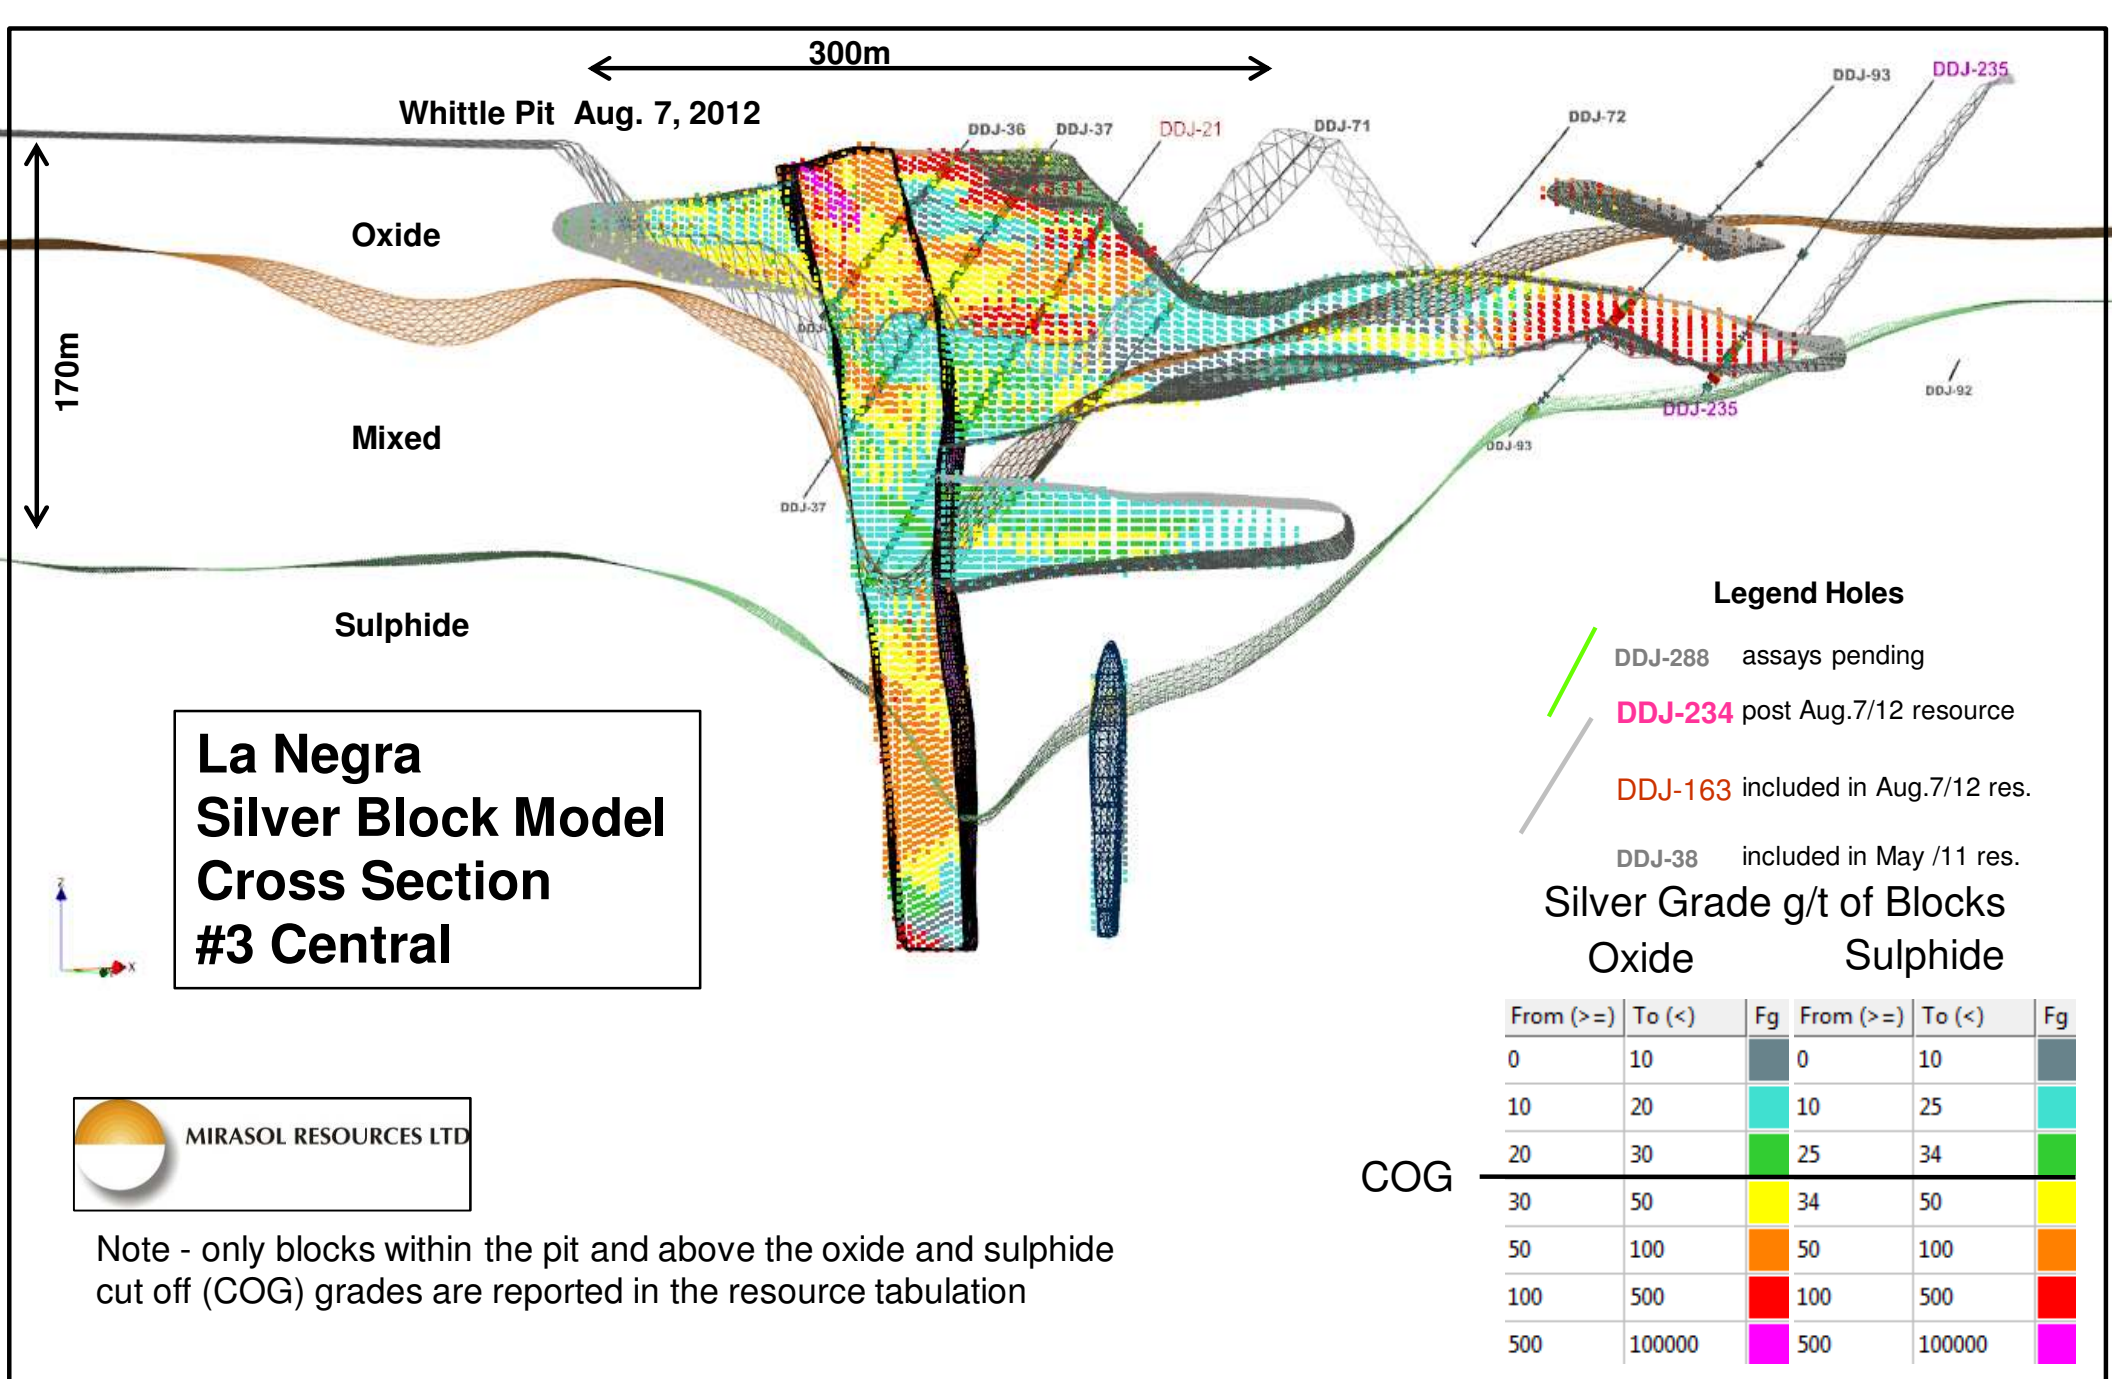 300m
Whittle Pit  Aug. 7, 2012
DDJ-36
DDJ-37
DDJ-21
DDJ-71
DDJ-72
DDJ-93
DDJ-235
Oxide
170m
Mixed
DDJ-37
DDJ-93
DDJ-235
DDJ-92
Sulphide
La Negra
Silver Block Model
Cross Section
#3 Central
Z
X
Legend Holes
DDJ-288 assays pending
DDJ-234 post Aug.7/12 resource
DDJ-163 included in Aug.7/12 res.
DDJ-38 included in May /11 res.
Silver Grade g/t of Blocks
Oxide Sulphide
From (>=) To (<) Fg From (>=) To (<) Fg
0 10 0 10
10 20 10 25
20 30 25 34
COG
30 50 34 50
50 100 50 100
100 500 100 500
500 100000 500 100000
MIRASOL RESOURCES LTD
Note - only blocks within the pit and above the oxide and sulphide
cut off (COG) grades are reported in the resource tabulation